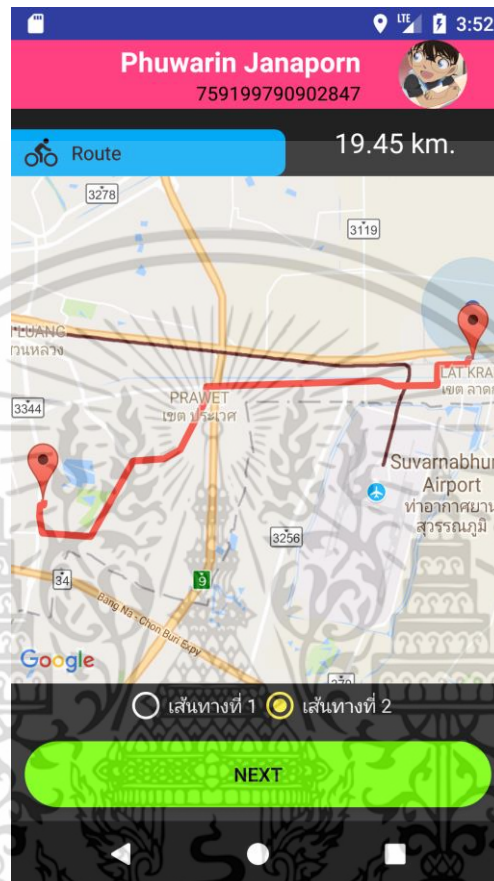 LTE 3:52
Phuwarin Janaporn
759199790902847
Route
19.45 km.
3278
3119
LUANG
วนหลวง
LAT KRA
เขต ลาดก
PRAWET
เขต ประเวศ
3344
Suvarnabhum
Airport
ท่าอากาศยาน
สุวรรณภูมิ
3256
34
9
Bang Na - Chon Buri Expy
Google
เส้นทางที่ 1 เส้นทางที่ 2
NEXT